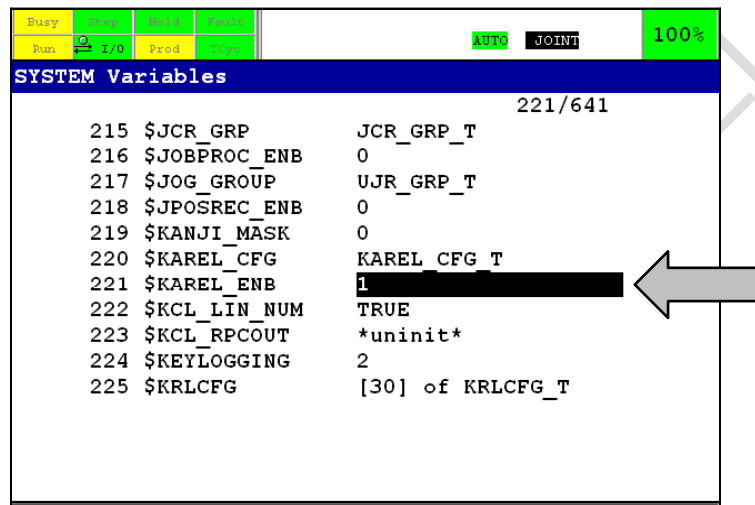 Busy Step Hold Fault
Run I/O Prod TCyc
AUTO JOINT 100%
SYSTEM Variables
221/641
215 $JCR_GRP JCR_GRP_T
216 $JOBPROC_ENB 0
217 $JOG_GROUP UJR_GRP_T
218 $JPOSREC_ENB 0
219 $KANJI_MASK 0
220 $KAREL_CFG KAREL_CFG_T
221 $KAREL_ENB 1
222 $KCL_LIN_NUM TRUE
223 $KCL_RPCOUT *uninit*
224 $KEYLOGGING 2
225 $KRLCFG [30] of KRLCFG_T